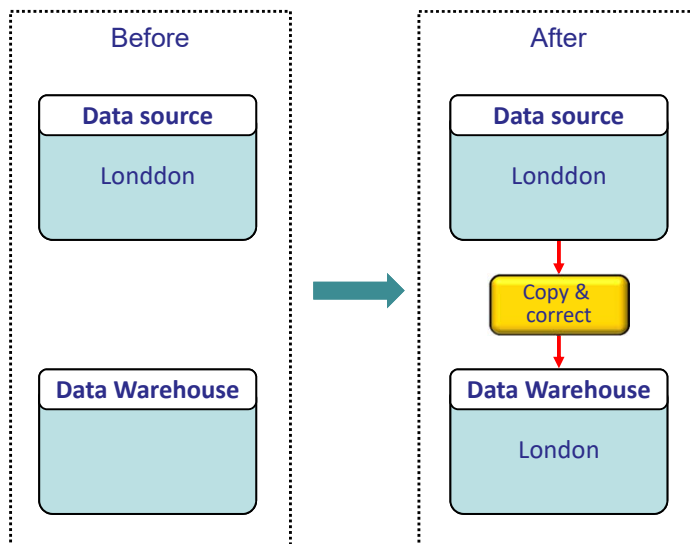 Before
Data source
Londdon
Data Warehouse
After
Data source
Londdon
Copy &
correct
Data Warehouse
London